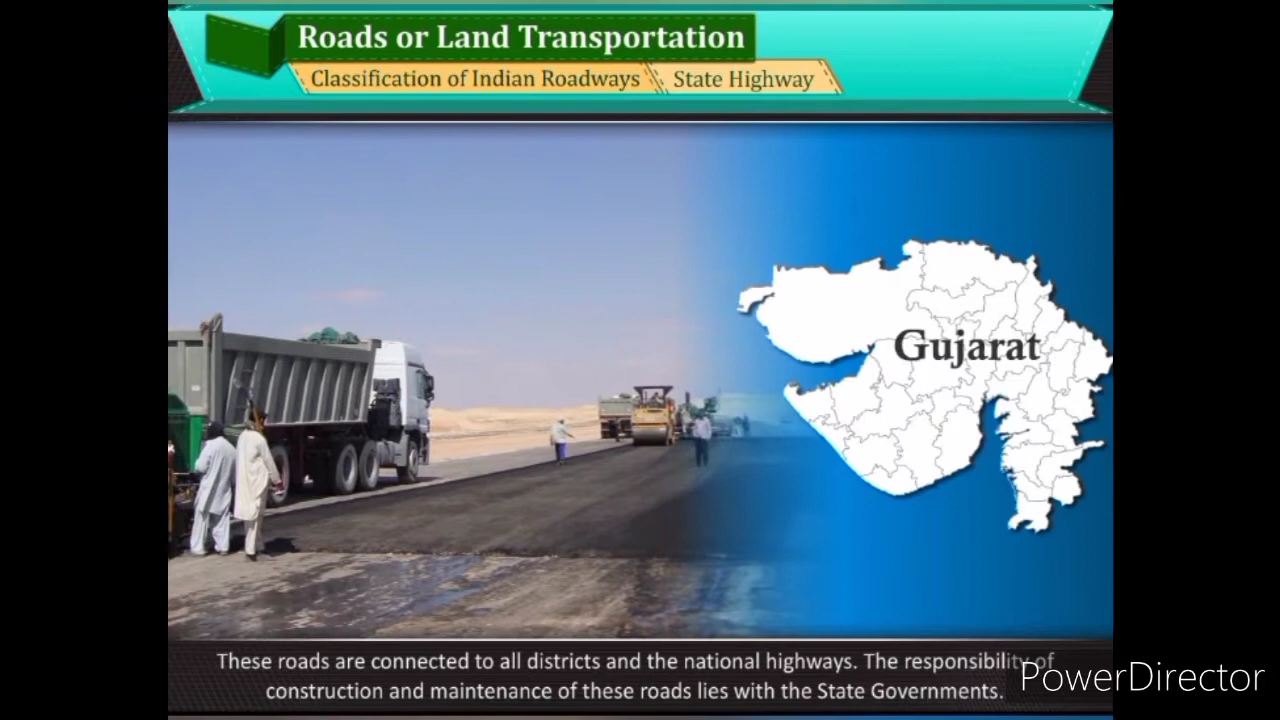 Roads or Land Transportation
Classification of Indian Roadways State Highway
Gujarat
These roads are connected to all districts and the national highways. The responsibility of
construction and maintenance of these roads lies with the State Governments.
PowerDirector